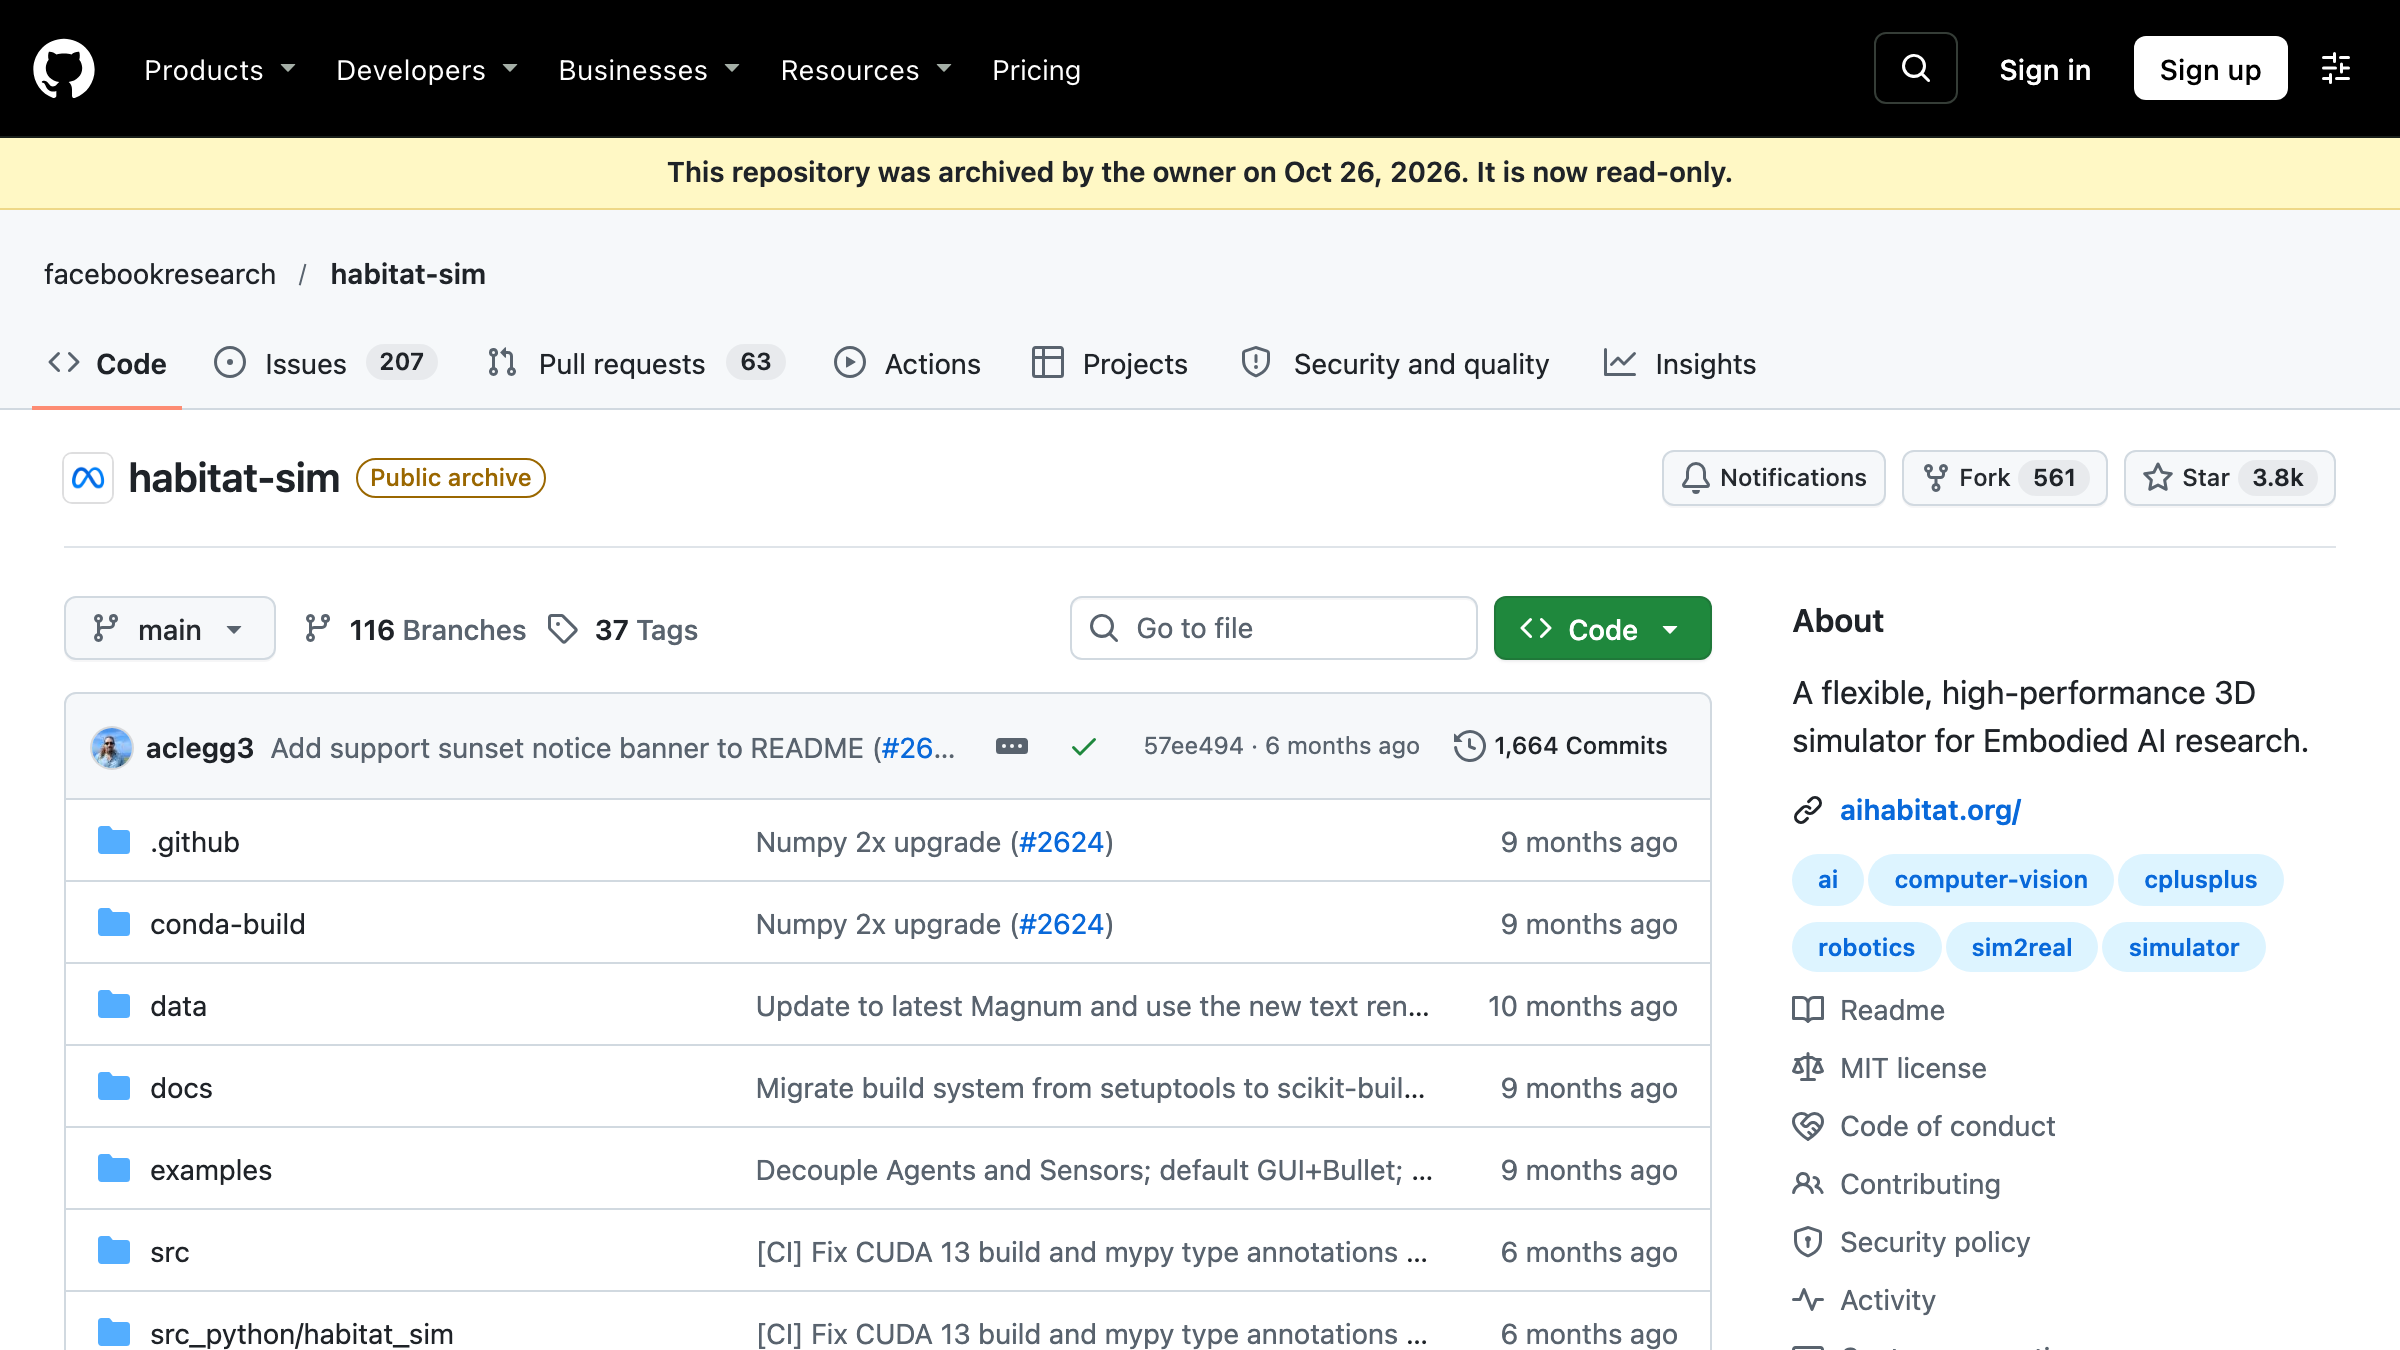 Products Developers Businesses Resources Pricing Sign in Sign up
This repository was archived by the owner on Oct 26, 2026. It is now read-only.
facebookresearch / habitat-sim
Code Issues 207 Pull requests 63 Actions Projects Security and quality Insights
habitat-sim Public archive Notifications Fork 561 Star 3.8k
main 116 Branches 37 Tags Go to file Code
aclegg3 Add support sunset notice banner to README (#26... 57ee494 · 6 months ago 1,664 Commits
.github Numpy 2x upgrade (#2624) 9 months ago
conda-build Numpy 2x upgrade (#2624) 9 months ago
data Update to latest Magnum and use the new text ren... 10 months ago
docs Migrate build system from setuptools to scikit-buil... 9 months ago
examples Decouple Agents and Sensors; default GUI+Bullet; ... 9 months ago
src [CI] Fix CUDA 13 build and mypy type annotations ... 6 months ago
src_python/habitat_sim [CI] Fix CUDA 13 build and mypy type annotations ... 6 months ago
About
A flexible, high-performance 3D
simulator for Embodied AI research.
aihabitat.org/
ai computer-vision cplusplus
robotics sim2real simulator
Readme
MIT license
Code of conduct
Contributing
Security policy
Activity